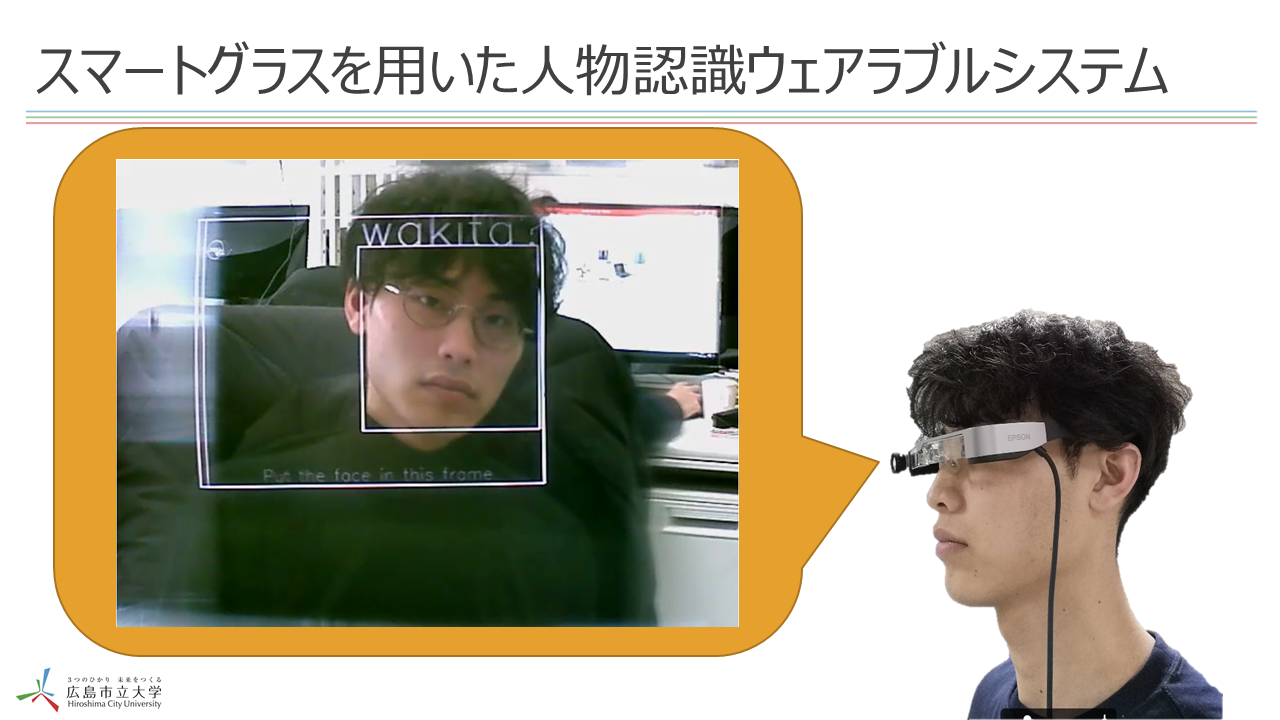 スマートグラスを用いた人物認識ウェアラブルシステム
wakita
Put the face in this frame
EPSON
3つのひかり 未来をつくる
広島市立大学
Hiroshima City University